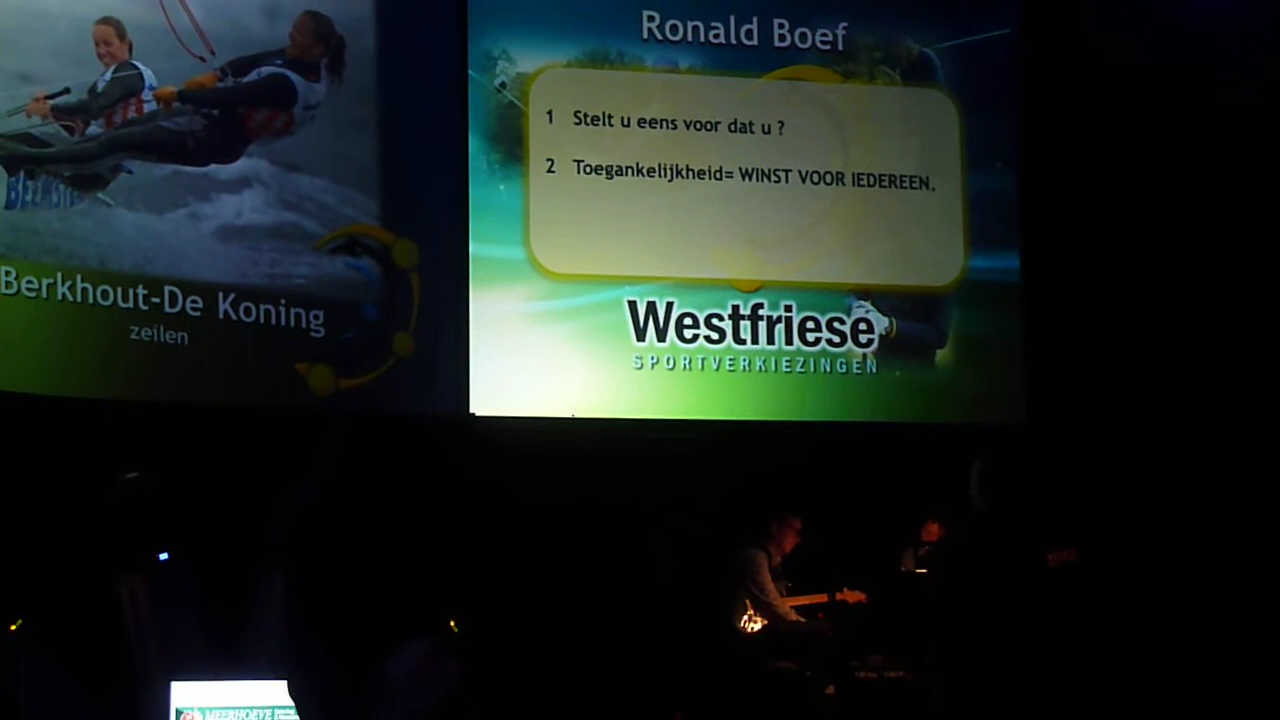 Berkhout-De Koning
zeilen
Ronald Boef
1 Stelt u eens voor dat u ?
2 Toegankelijkheid= WINST VOOR IEDEREEN.
Westfriese
SPORTVERKIEZINGEN
MEERHOEVE